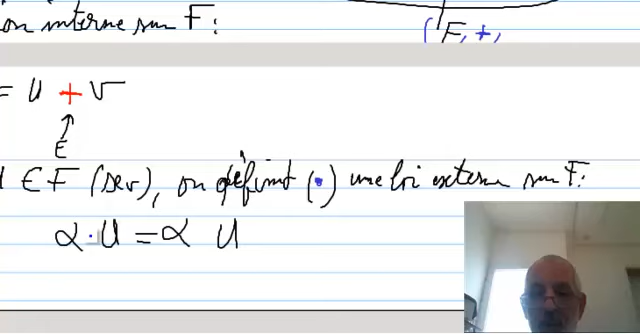 on interne sur F:
(F, +,
= U + V
↑
E
U ∈ F (sev), on définit (•) une loi externe sur F:
α · U = α U